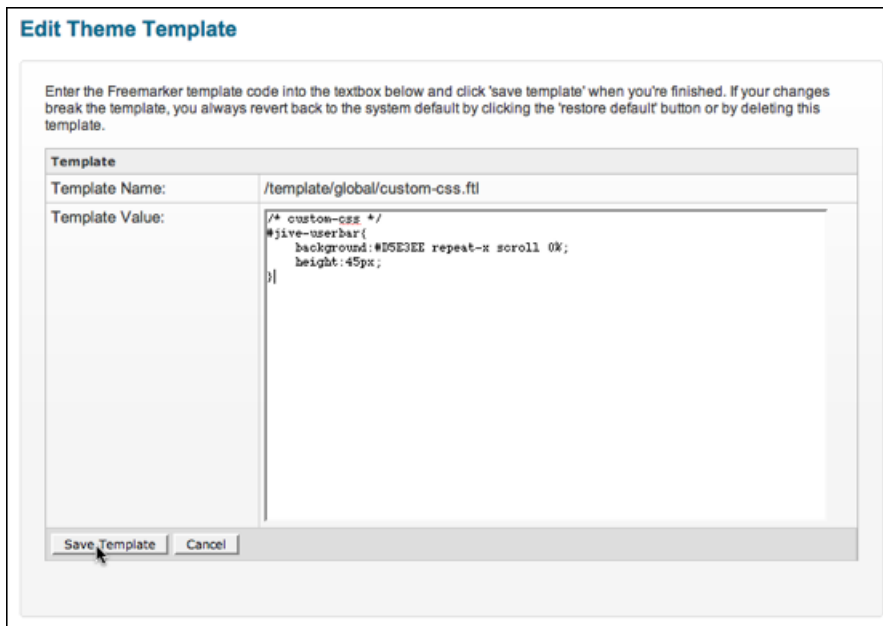 Edit Theme Template
Enter the Freemarker template code into the textbox below and click 'save template' when you're finished. If your changes
break the template, you always revert back to the system default by clicking the 'restore default' button or by deleting this
template.
Template
Template Name: /template/global/custom-css.ftl
Template Value: /* custom-css */
#jive-userbar{
background:#D5E3EE repeat-x scroll 0%;
height:45px;
}
Save Template Cancel